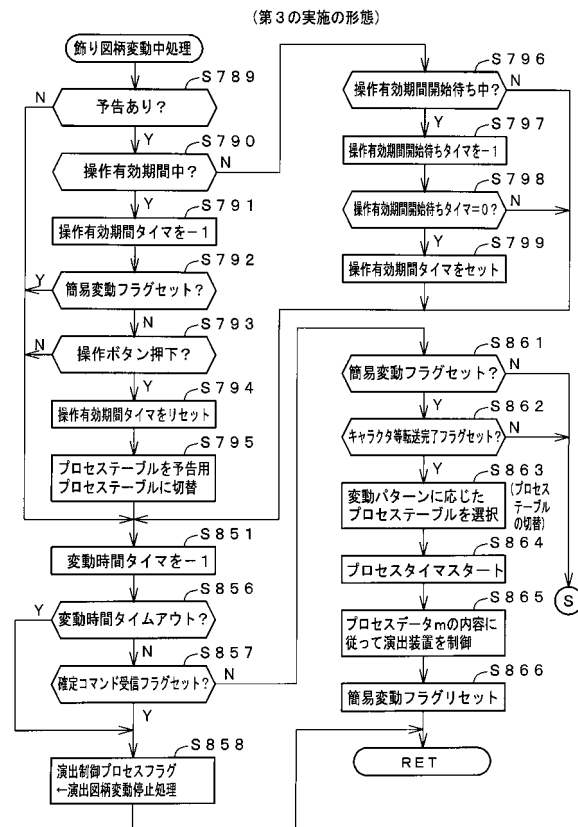 (第3の実施の形態)
飾り図柄変動中処理
S789
予告あり？
N
Y
S790
操作有効期間中？
N
Y
S791
操作有効期間タイマを−1
S792
簡易変動フラグセット？
Y
N
S793
操作ボタン押下？
N
Y
S794
操作有効期間タイマをリセット
S795
プロセステーブルを予告用
プロセステーブルに切替
S851
変動時間タイマを−1
S856
変動時間タイムアウト？
Y
N
S857
確定コマンド受信フラグセット？
N
Y
S858
演出制御プロセスフラグ
←演出図柄変動停止処理
S796
操作有効期間開始待ち中？
N
Y
S797
操作有効期間開始待ちタイマを−1
S798
操作有効期間開始待ちタイマ＝0？
N
Y
S799
操作有効期間タイマをセット
S861
簡易変動フラグセット？
N
Y
S862
キャラクタ等転送完了フラグセット？
N
Y
S863
変動パターンに応じた
プロセステーブルを選択
(プロセス
テーブル
の切替)
S864
プロセスタイマスタート
S
S865
プロセスデータmの内容に
従って演出装置を制御
S866
簡易変動フラグリセット
RET